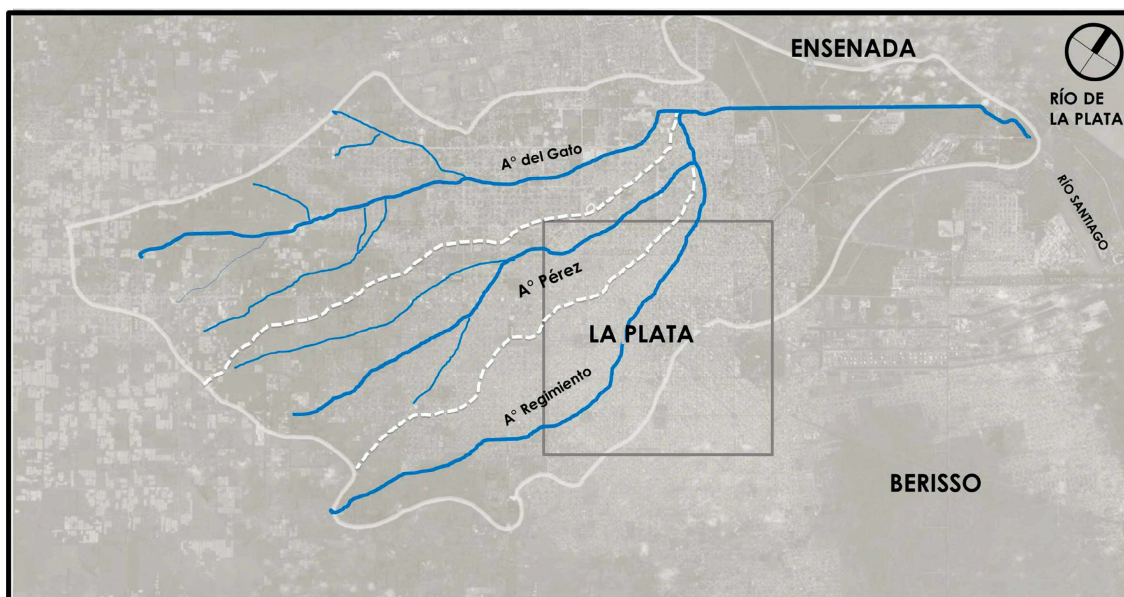 ENSENADA
RÍO DE
LA PLATA
RÍO SANTIAGO
A° del Gato
A° Pérez
LA PLATA
A° Regimiento
BERISSO